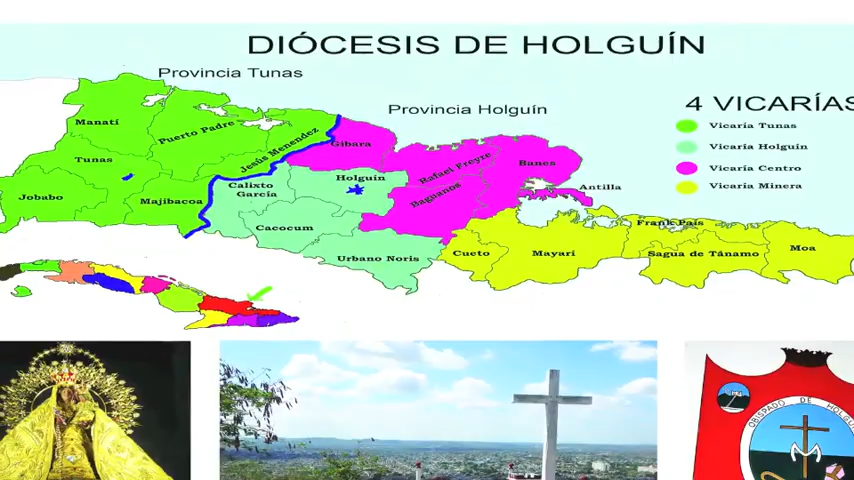 DIÓCESIS DE HOLGUÍN
Provincia Tunas
Provincia Holguín
4 VICARÍAS
Vicaría Tunas
Vicaría Holguín
Vicaría Centro
Vicaría Minera
Manatí
Puerto Padre
Jesús Menendez
Gibara
Tunas
Rafael Freyre
Banes
Holguín
Calixto
García
Baguanos
Antilla
Jobabo
Majibacoa
Cacocum
Frank País
Urbano Noris
Cueto
Mayarí
Sagua de Tánamo
Moa
OBISPADO DE HOLGUÍN